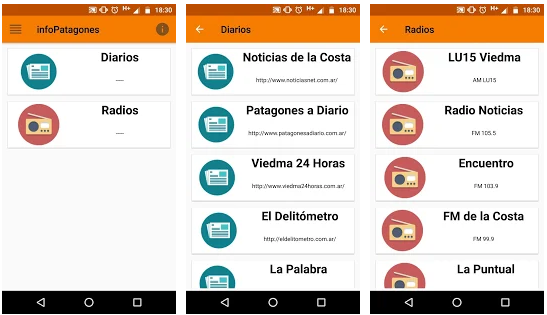 H+ 18:30
infoPatagones
Diarios
---
Radios
---
H+ 18:30
Diarios
Noticias de la Costa
http://www.noticiasnet.com.ar/
Patagones a Diario
http://www.patagonesadiario.com.ar/
Viedma 24 Horas
http://www.viedma24horas.com.ar/
El Delitómetro
http://eldelitometro.com.ar/
La Palabra
H+ 18:30
Radios
LU15 Viedma
AM LU15
Radio Noticias
FM 105.5
Encuentro
FM 103.9
FM de la Costa
FM 99.9
La Puntual